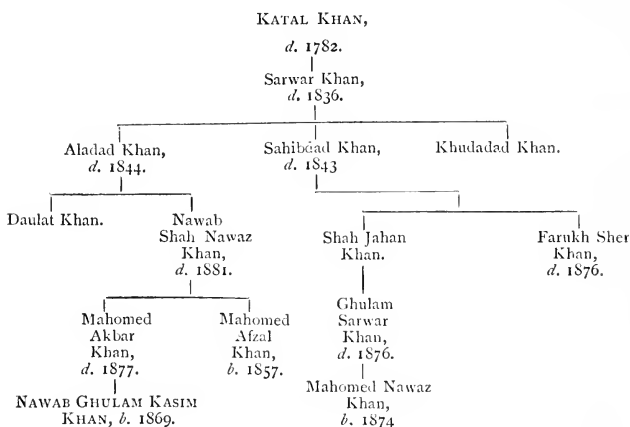 KATAL KHAN,
d. 1782.
Sarwar Khan,
d. 1836.
Aladad Khan,
d. 1844.
Sahibdad Khan,
d. 1843
Khudadad Khan.
Daulat Khan.
Nawab
Shah Nawaz
Khan,
d. 1881.
Shah Jahan
Khan.
Farukh Sher
Khan,
d. 1876.
Mahomed
Akbar
Khan,
d. 1877.
Mahomed
Afzal
Khan,
b. 1857.
Ghulam
Sarwar
Khan,
d. 1876.
NAWAB GHULAM KASIM
KHAN, b. 1869.
Mahomed Nawaz
Khan,
b. 1874